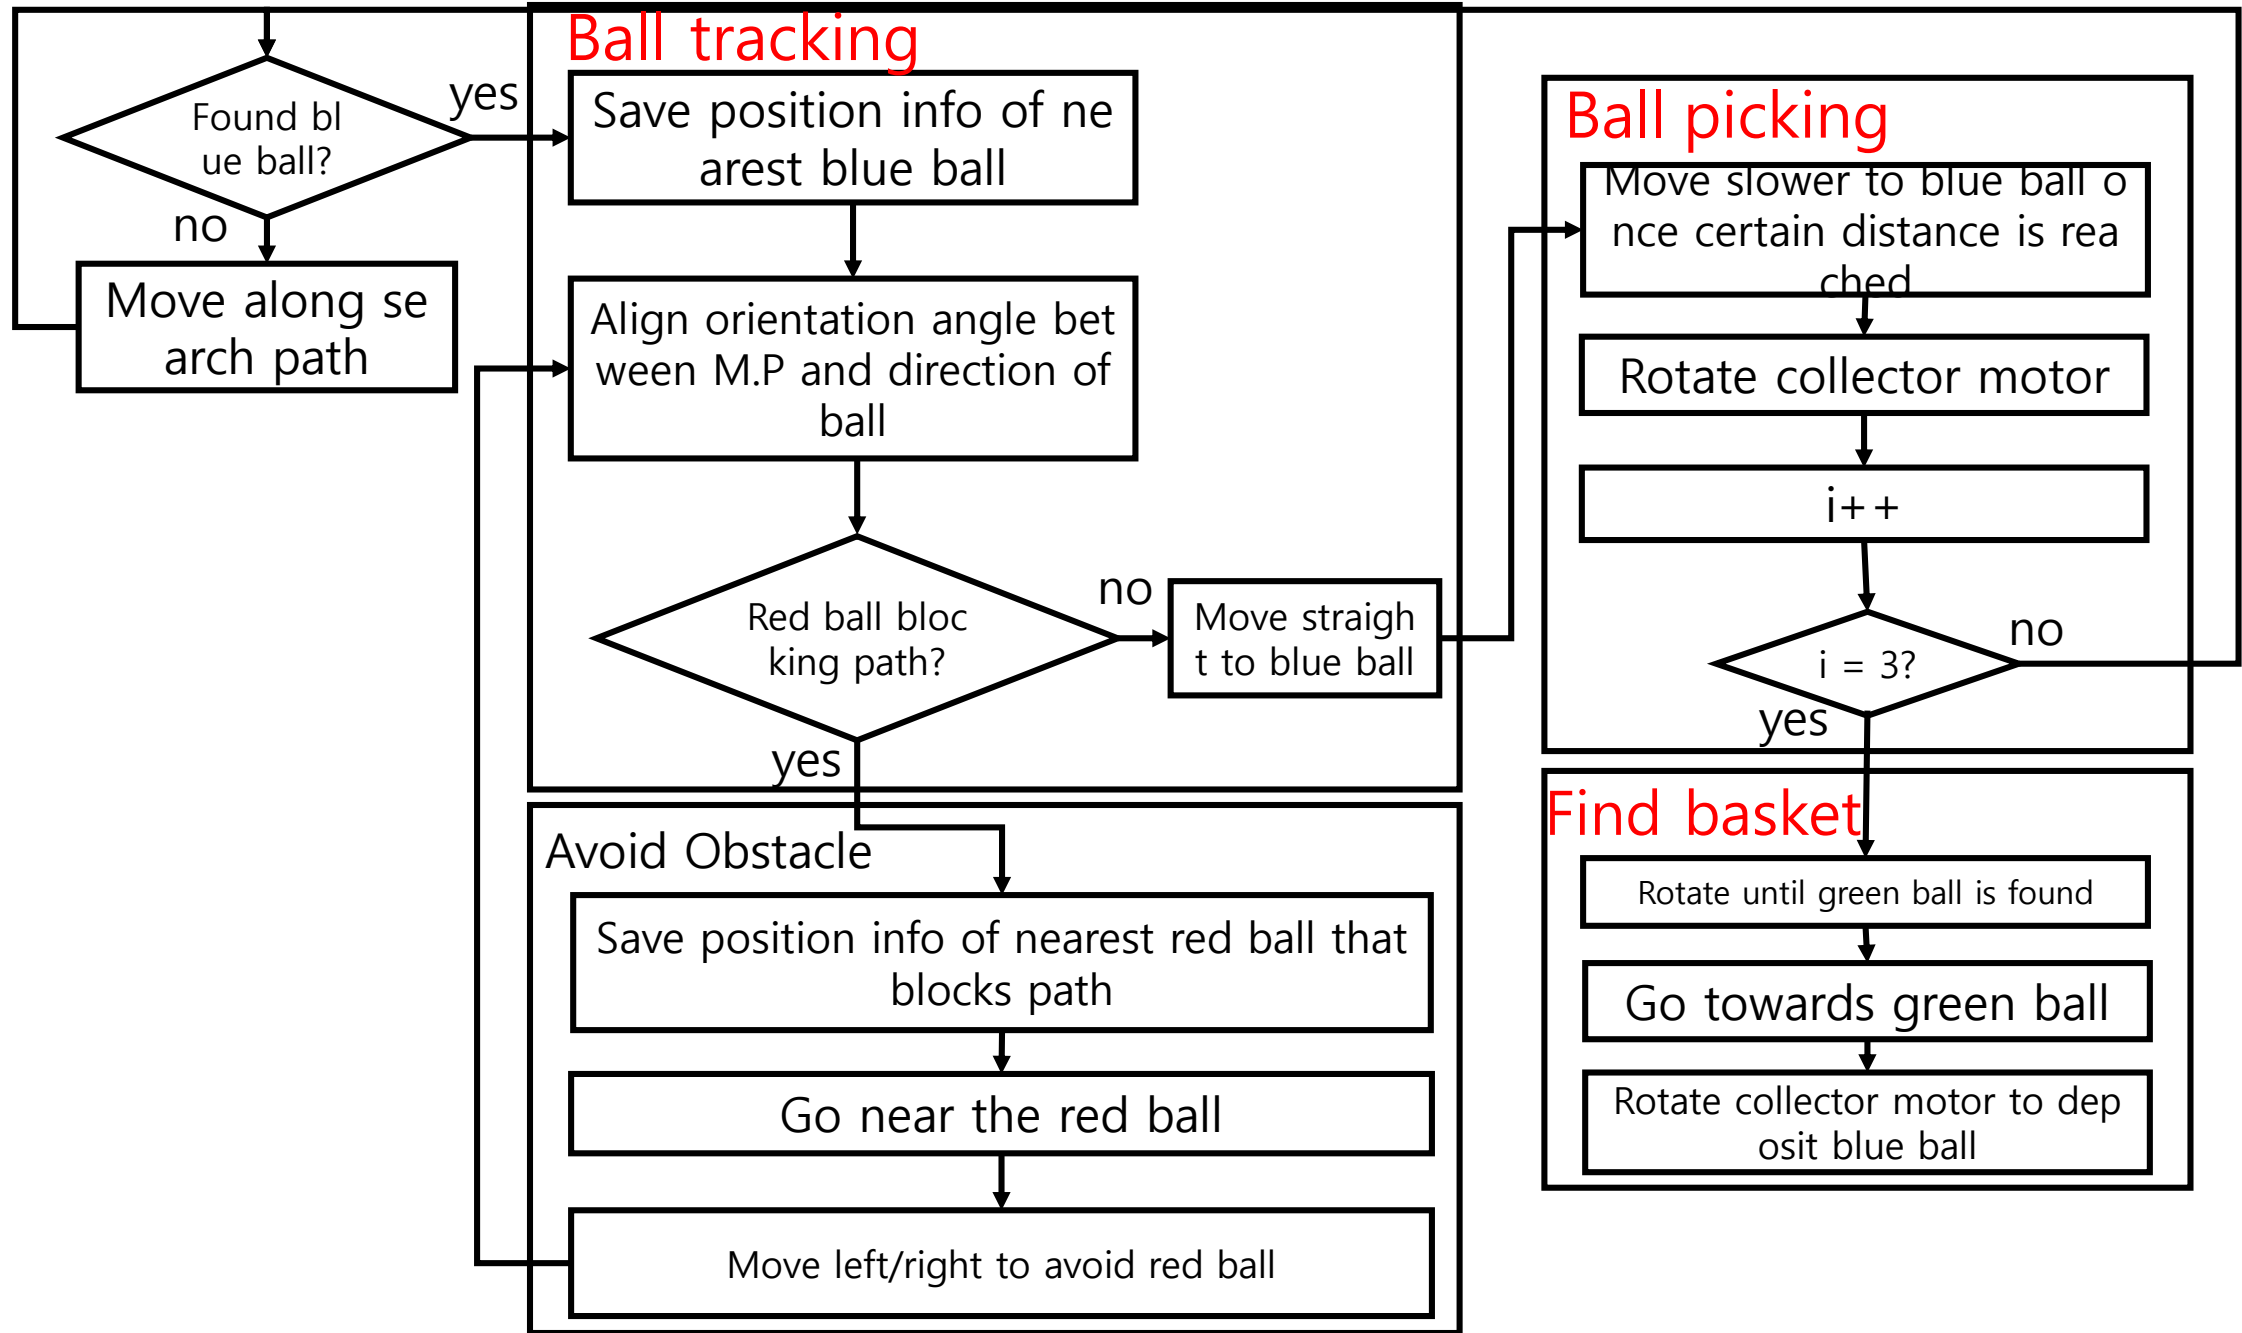 Found bl
ue ball?
yes
no
Move along se
arch path
Ball tracking
Save position info of ne
arest blue ball
Align orientation angle bet
ween M.P and direction of
ball
Red ball bloc
king path?
no
Move straigh
t to blue ball
yes
Avoid Obstacle
Save position info of nearest red ball that
blocks path
Go near the red ball
Move left/right to avoid red ball
Ball picking
Move slower to blue ball o
nce certain distance is rea
ched
Rotate collector motor
i++
i = 3?
no
yes
Find basket
Rotate until green ball is found
Go towards green ball
Rotate collector motor to dep
osit blue ball